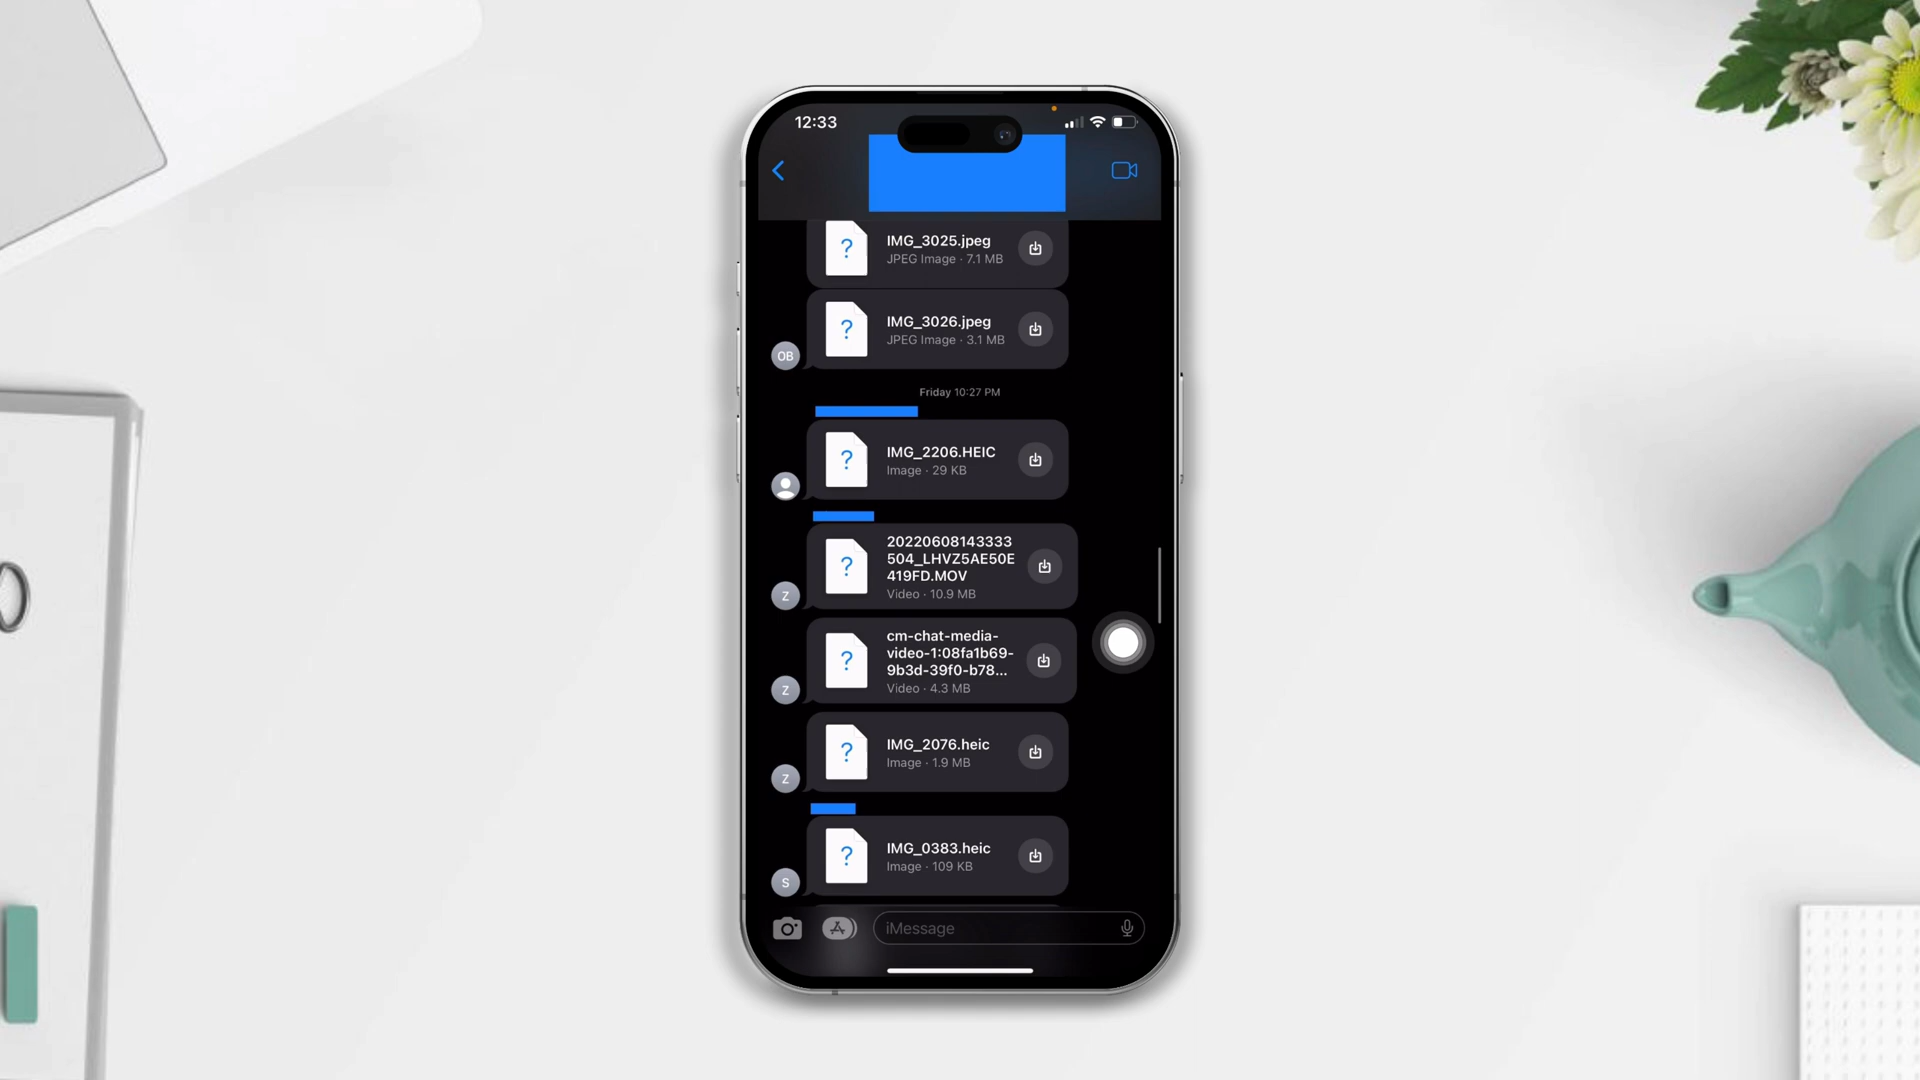 12:33
IMG_3025.jpeg
JPEG Image · 7.1 MB
?
IMG_3026.jpeg
JPEG Image · 3.1 MB
?
OB
Friday 10:27 PM
IMG_2206.HEIC
Image · 29 KB
?
20220608143333
504_LHVZ5AE50E
419FD.MOV
Video · 10.9 MB
?
Z
cm-chat-media-
video-1:08fa1b69-
9b3d-39f0-b78...
Video · 4.3 MB
?
Z
IMG_2076.heic
Image · 1.9 MB
?
Z
IMG_0383.heic
Image · 109 KB
?
S
iMessage